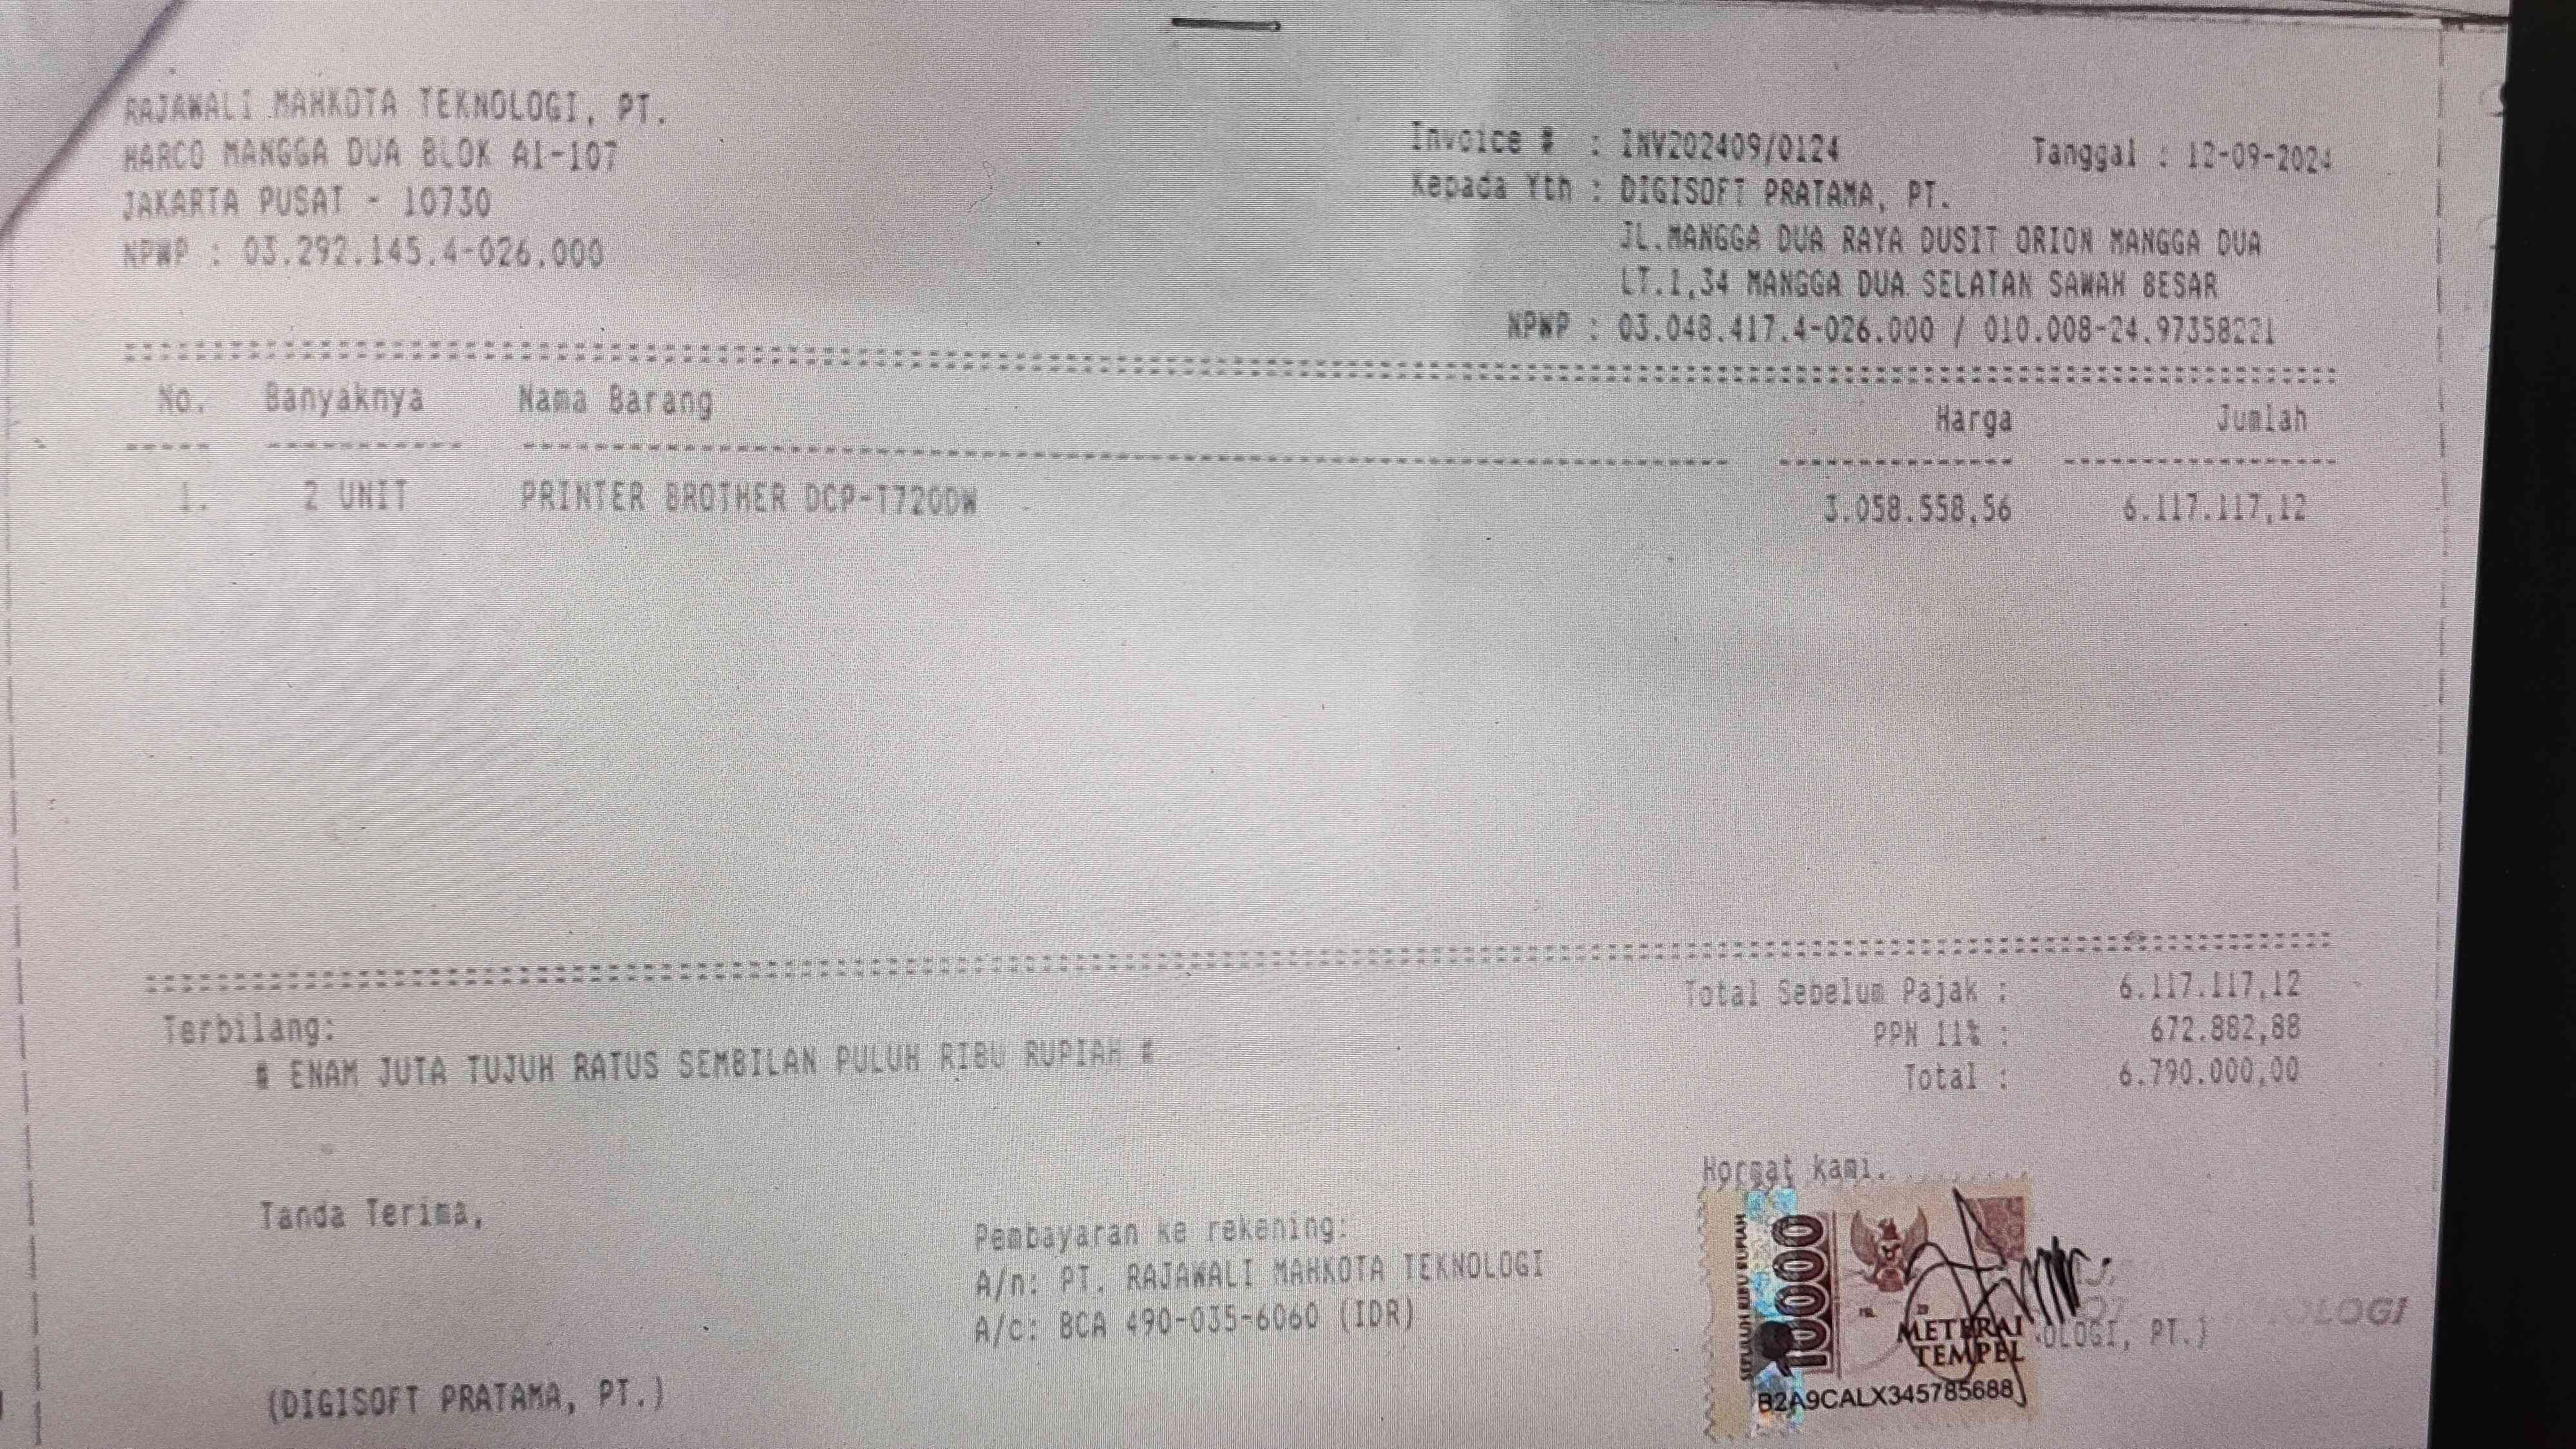 RAJAWALI MAHKOTA TEKNOLOGI, PT.
HARCO MANGGA DUA BLOK A1-107
JAKARTA PUSAT - 10730
NPWP : 03.292.145.4-026.000
Invoice # : INV202409/0124 Tanggal : 12-09-2024
Kepada Yth : DIGISOFT PRATAMA, PT.
JL.MANGGA DUA RAYA DUSIT ORION MANGGA DUA
LT.1,34 MANGGA DUA SELATAN SAWAH BESAR
NPWP : 03.048.417.4-026.000 / 010.008-24.97358221
No. Banyaknya Nama Barang Harga Jumlah
1. 2 UNIT PRINTER BROTHER DCP-T720DW 3.058.558,56 6.117.117,12
Total Sebelum Pajak : 6.117.117,12
PPN 11% : 672.882,88
Total : 6.790.000,00
Terbilang:
# ENAM JUTA TUJUH RATUS SEMBILAN PULUH RIBU RUPIAH #
Tanda Terima,
(DIGISOFT PRATAMA, PT.)
Pembayaran ke rekening:
A/n: PT. RAJAWALI MAHKOTA TEKNOLOGI
A/c: BCA 490-035-6060 (IDR)
Hormat kami.
SEPULUH RIBU RUPIAH
10000
METERAI
TEMPEL
B2A9CALX345785688
OLOGI, PT.)
OLOGI